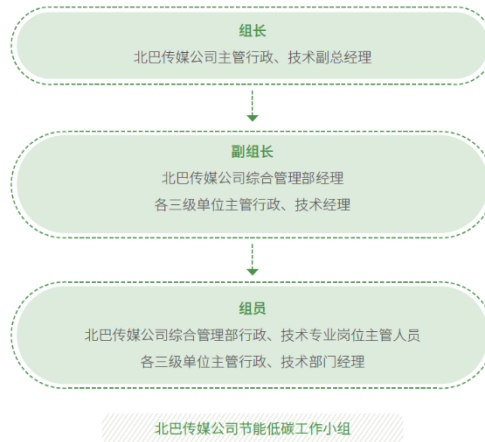 组长
北巴传媒公司主管行政、技术副总经理
副组长
北巴传媒公司综合管理部经理
各三级单位主管行政、技术经理
组员
北巴传媒公司综合管理部行政、技术专业岗位主管人员
各三级单位主管行政、技术部门经理
北巴传媒公司节能低碳工作小组